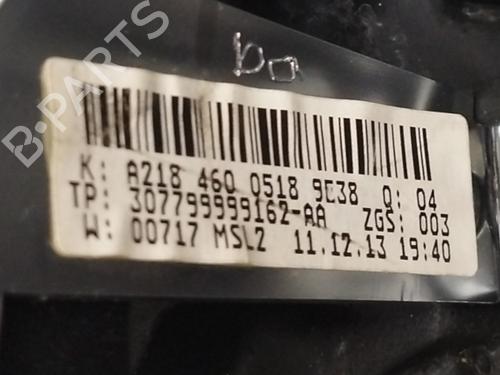 B-PARTS
K: A218 460 0518 9C38 Q: 04
TP: 307799999162-AA ZGS: 003
W: 00717 MSL2 11.12.13 19:40